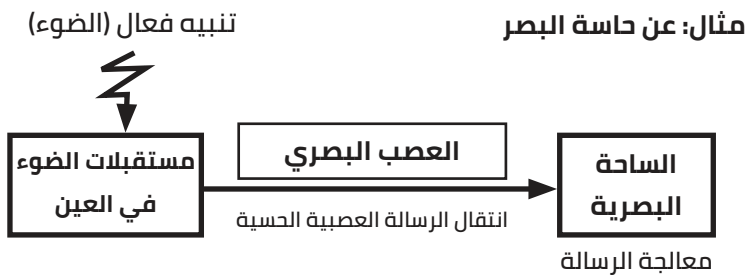 مثال: عن حاسة البصر
تنبيه فعال (الضوء)
مستقبلات الضوء
في العين
العصب البصري
انتقال الرسالة العصبية الحسية
الساحة
البصرية
معالجة الرسالة